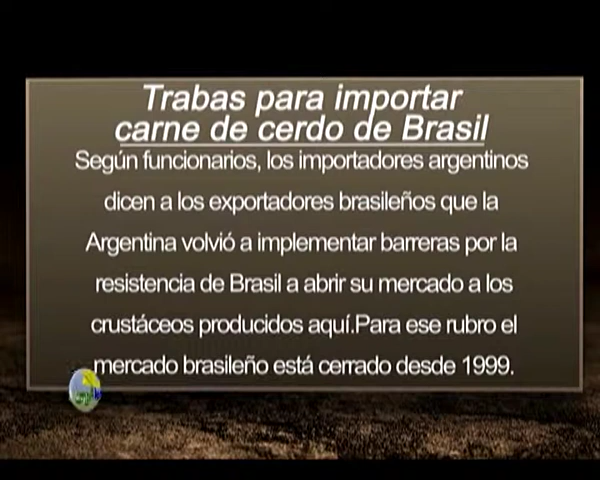 Trabas para importar
carne de cerdo de Brasil
Según funcionarios, los importadores argentinos
dicen a los exportadores brasileños que la
Argentina volvió a implementar barreras por la
resistencia de Brasil a abrir su mercado a los
crustáceos producidos aquí.Para ese rubro el
mercado brasileño está cerrado desde 1999.